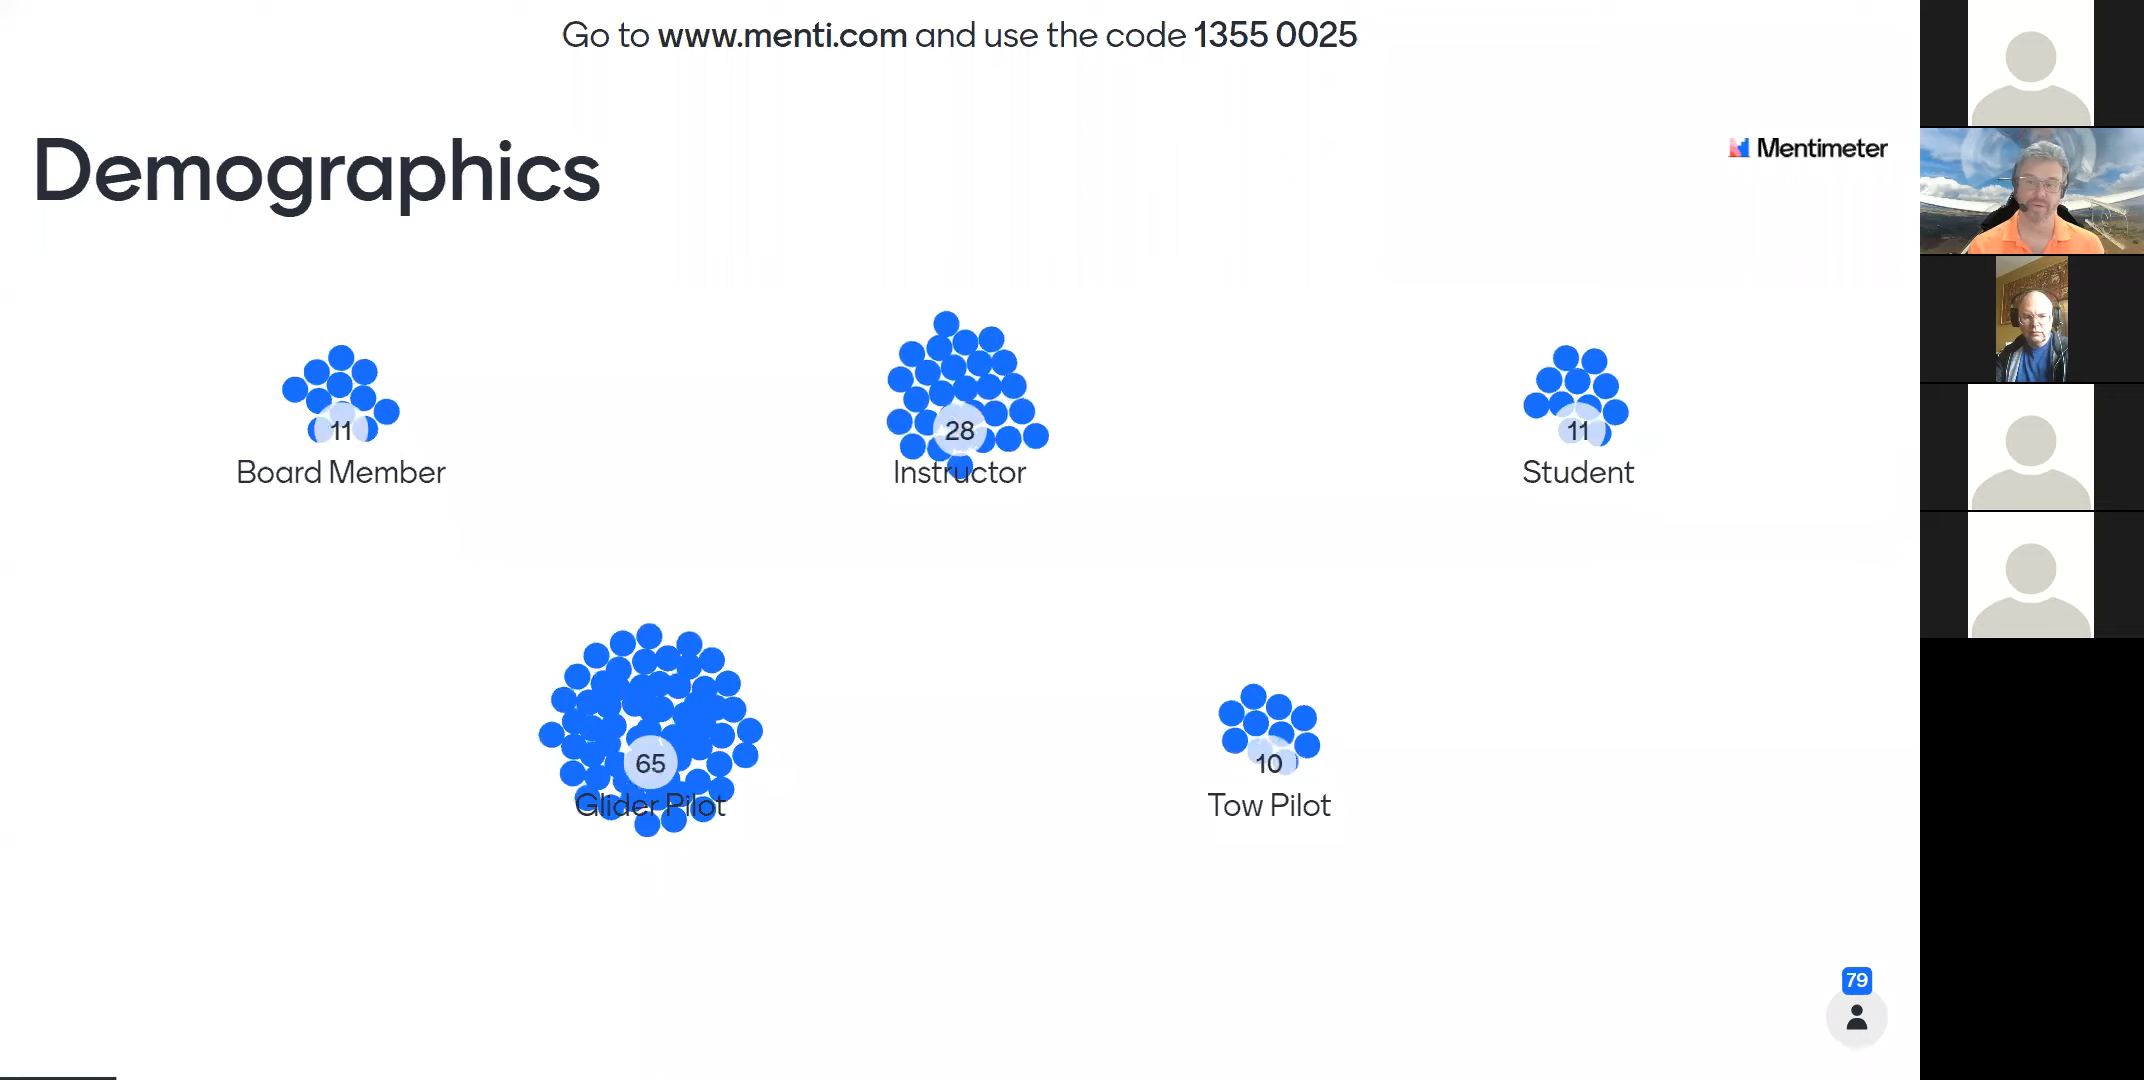 Go to www.menti.com and use the code 1355 0025
Demographics
Mentimeter
11
Board Member
28
Instructor
11
Student
65
Glider Pilot
10
Tow Pilot
79